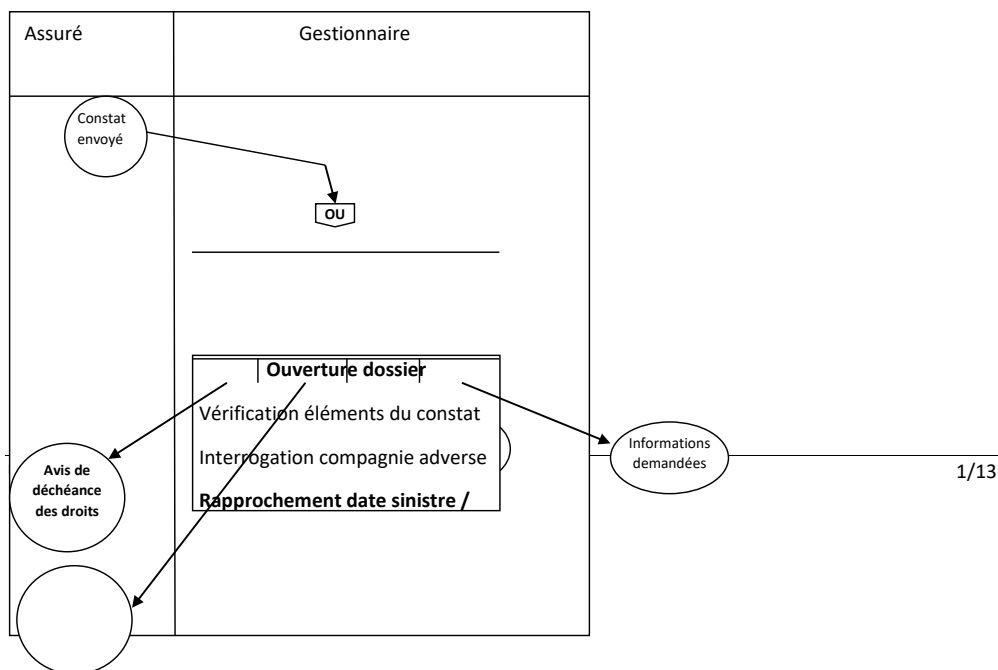 Assuré
Gestionnaire
Constat
envoyé
OU
Ouverture dossier
Vérification éléments du constat
Interrogation compagnie adverse
Rapprochement date sinistre /
Avis de
déchéance
des droits
Informations
demandées
1/13